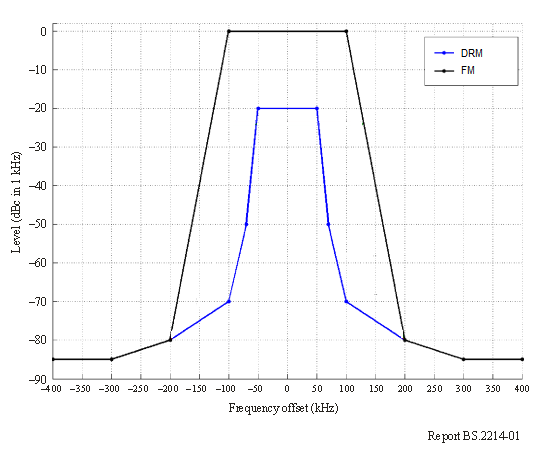 0
−10
−20
−30
−40
−50
−60
−70
−80
−90
−400 −350 −300 −250 −200 −150 −100 −50 0 50 100 150 200 250 300 350 400
Level (dBc in 1 kHz)
Frequency offset (kHz)
DRM
FM
Report BS.2214-01